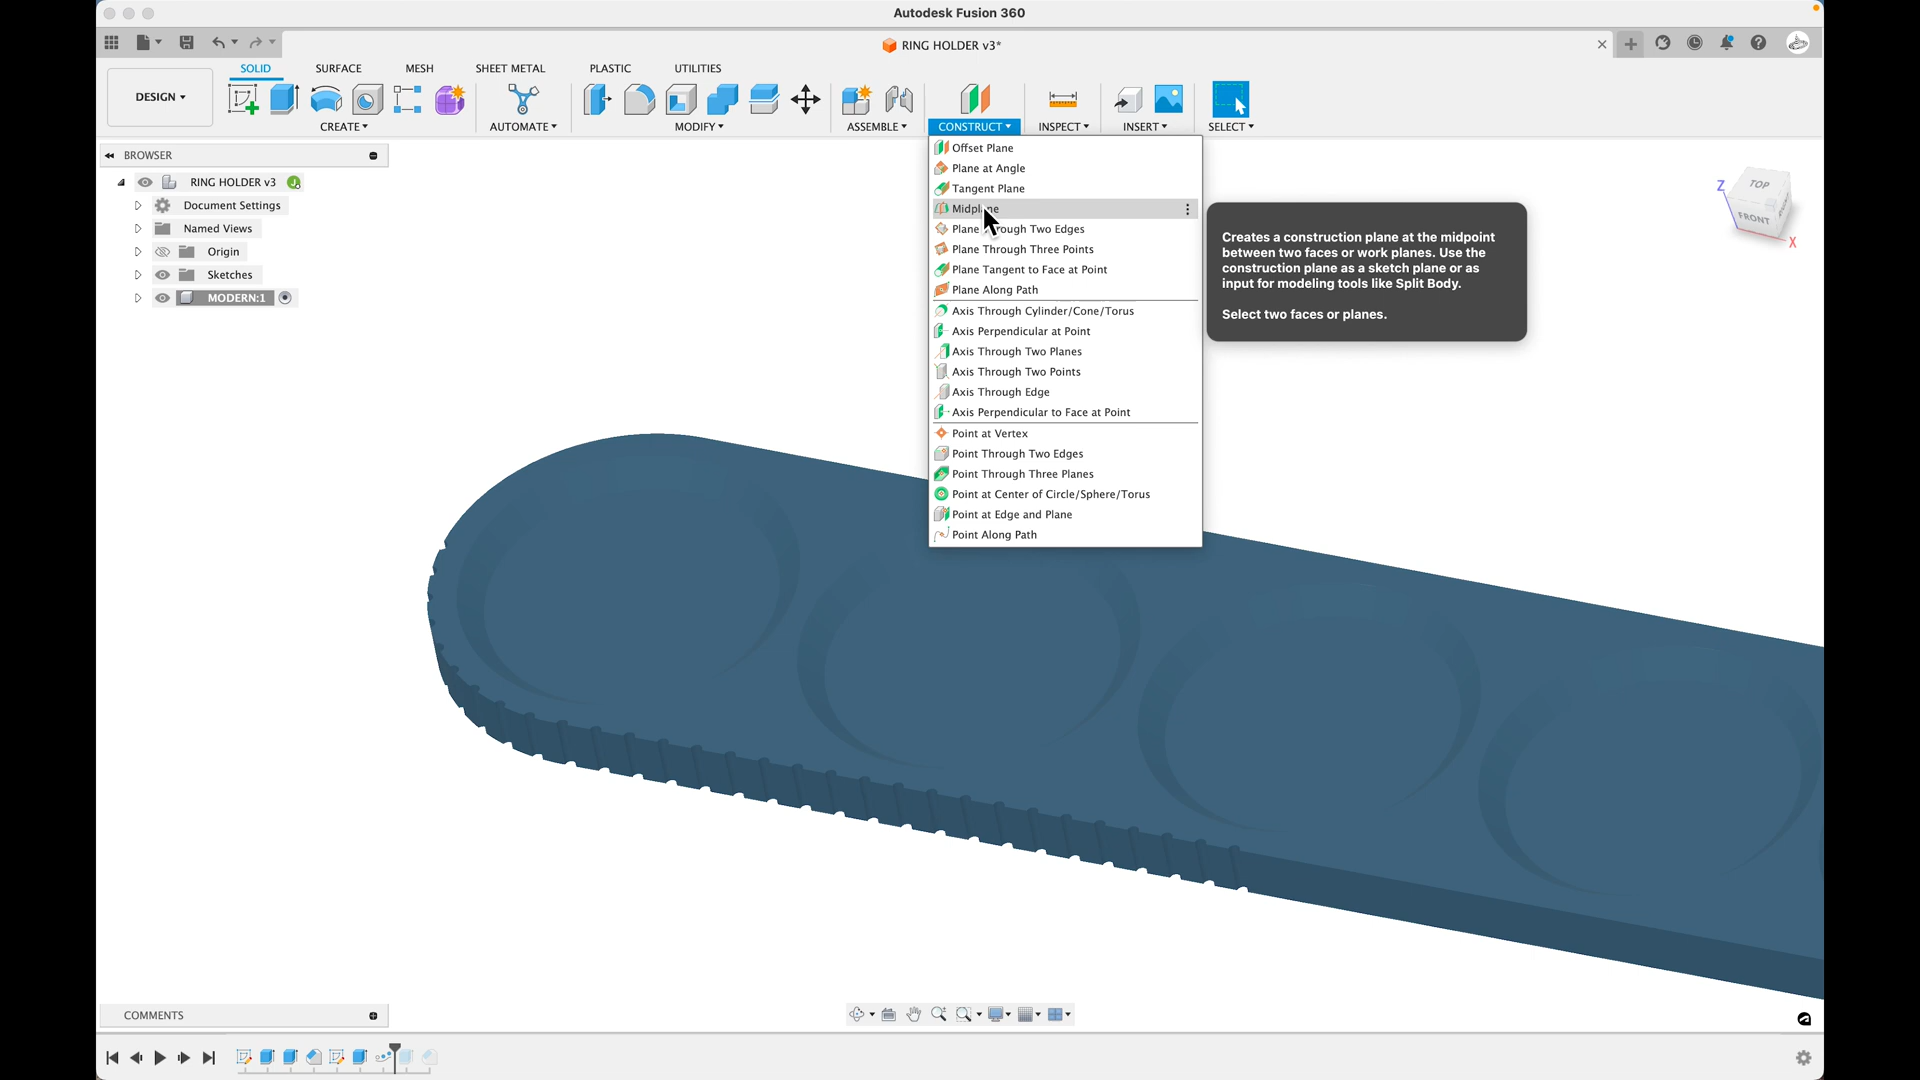 Autodesk Fusion 360
RING HOLDER v3*
SOLID SURFACE MESH SHEET METAL PLASTIC UTILITIES
DESIGN
CREATE AUTOMATE MODIFY ASSEMBLE CONSTRUCT INSPECT INSERT SELECT
BROWSER
RING HOLDER v3
Document Settings
Named Views
Origin
Sketches
MODERN:1
Offset Plane
Plane at Angle
Tangent Plane
Midplane
Plane Through Two Edges
Plane Through Three Points
Plane Tangent to Face at Point
Plane Along Path
Axis Through Cylinder/Cone/Torus
Axis Perpendicular at Point
Axis Through Two Planes
Axis Through Two Points
Axis Through Edge
Axis Perpendicular to Face at Point
Point at Vertex
Point Through Two Edges
Point Through Three Planes
Point at Center of Circle/Sphere/Torus
Point at Edge and Plane
Point Along Path
Creates a construction plane at the midpoint
between two faces or work planes. Use the
construction plane as a sketch plane or as
input for modeling tools like Split Body.
Select two faces or planes.
Z
TOP
FRONT
X
COMMENTS